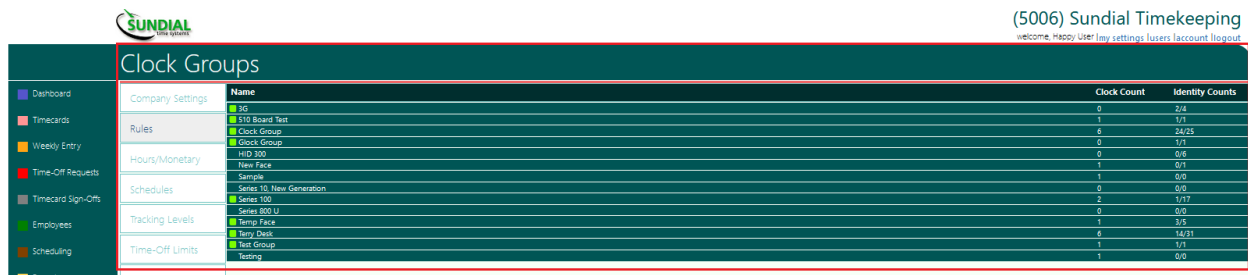 SUNDIAL
time systems
(5006) Sundial Timekeeping
welcome, Happy User |my settings |users |account |logout
Clock Groups
Dashboard
Timecards
Weekly Entry
Time-Off Requests
Timecard Sign-Offs
Employees
Scheduling
Company Settings
Rules
Hours/Monetary
Schedules
Tracking Levels
Time-Off Limits
Name Clock Count Identity Counts
3G 0 2/4
510 Board Test 1 1/1
Clock Group 6 24/25
Glock Group 0 1/1
HID 300 0 0/6
New Face 1 0/1
Sample 1 0/0
Series 10, New Generation 0 0/0
Series 100 2 1/17
Series 800 U 0 0/0
Temp Face 1 3/5
Terry Desk 6 14/31
Test Group 1 1/1
Testing 1 0/0